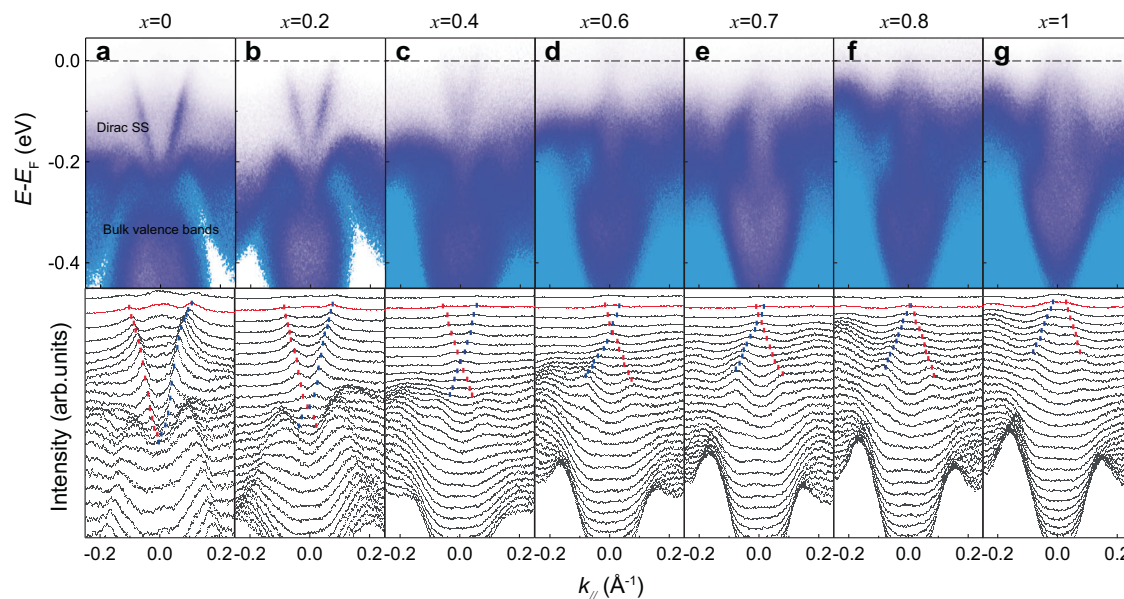 x=0 x=0.2 x=0.4 x=0.6 x=0.7 x=0.8 x=1
a b c d e f g
E-E_F (eV)
0.0
-0.2
-0.4
Dirac SS
Bulk valence bands
Intensity (arb.units)
-0.2 0.0 0.2 -0.2 0.0 0.2 -0.2 0.0 0.2 -0.2 0.0 0.2 -0.2 0.0 0.2 -0.2 0.0 0.2 -0.2 0.0 0.2
k_// (Å⁻¹)